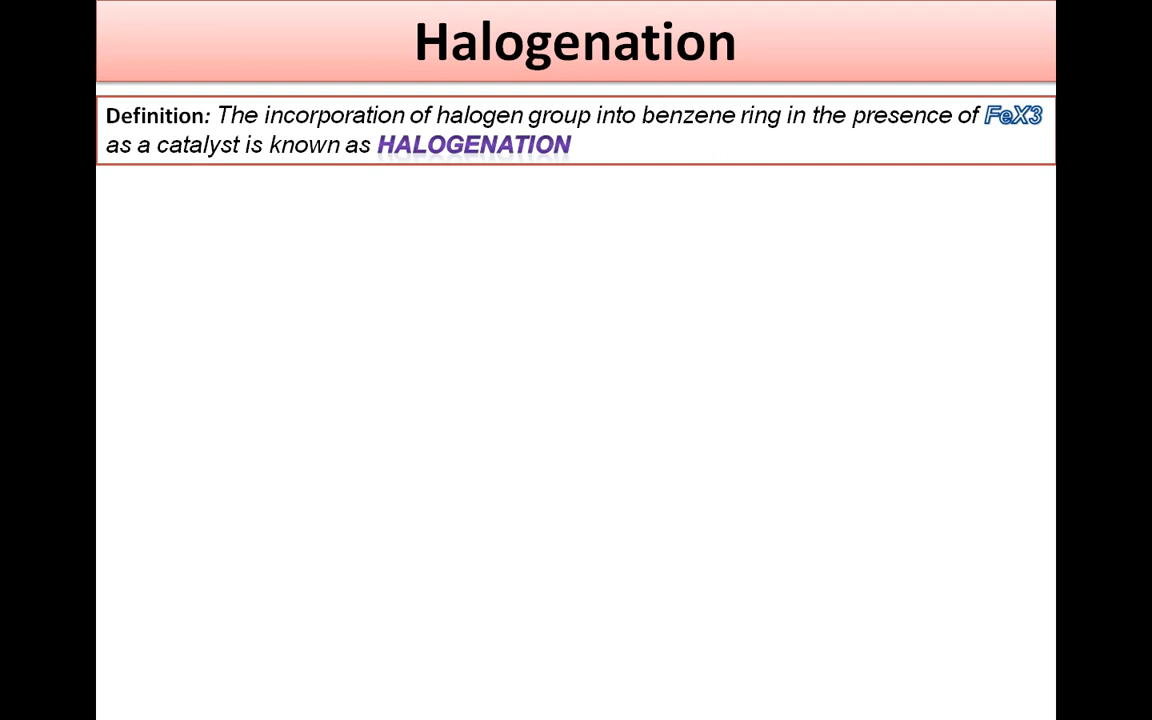 Halogenation
Definition: The incorporation of halogen group into benzene ring in the presence of FeX3
as a catalyst is known as HALOGENATION